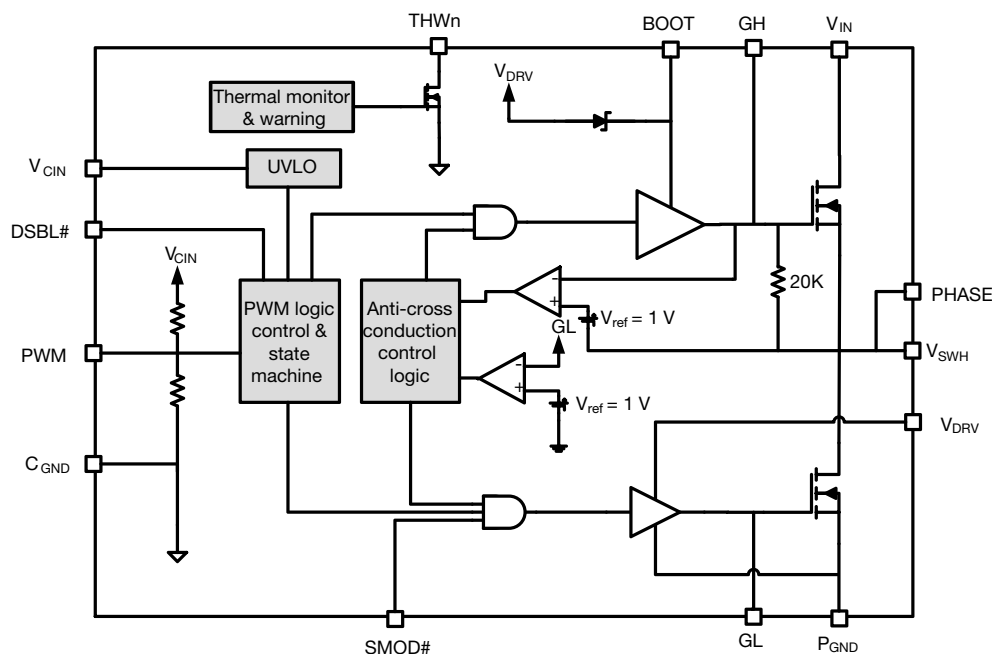 THWn
BOOT
GH
VIN
VDRV
Thermal monitor
& warning
VCIN
UVLO
DSBL#
VCIN
PWM logic
control &
state
machine
Anti-cross
conduction
control
logic
-
+
20K
Vref = 1 V
PHASE
GL
PWM
VSWH
-
+
Vref = 1 V
VDRV
CGND
SMOD#
GL
PGND